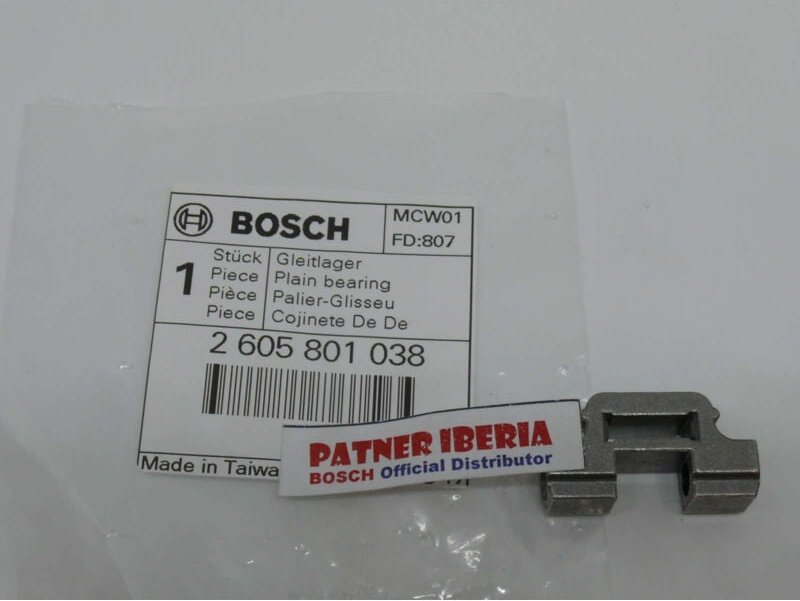 BOSCH
MCW01
FD:807
1
Stück
Piece
Pièce
Piece
Gleitlager
Plain bearing
Palier-Glisseu
Cojinete De De
2 605 801 038
PATNER IBERIA
BOSCH Official Distributor
Made in Taiwa